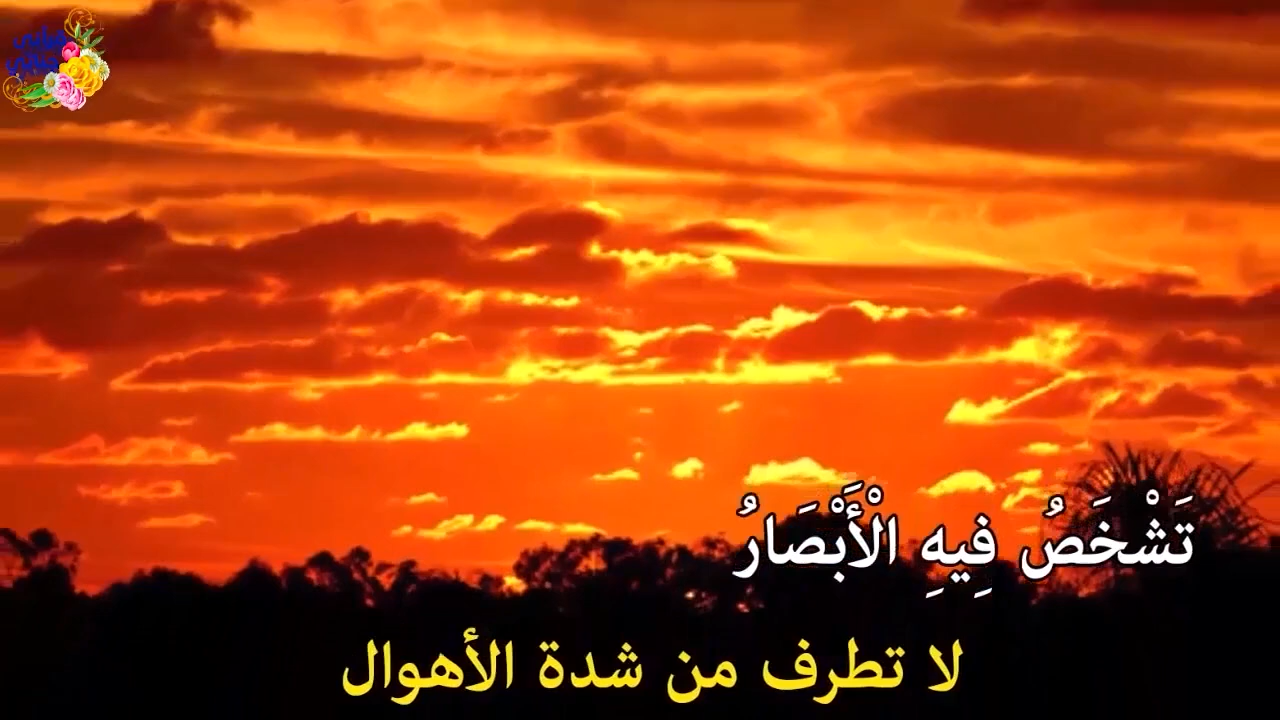 تَشْخَصُ فِيهِ الْأَبْصَارُ
لا تطرف من شدة الأهوال